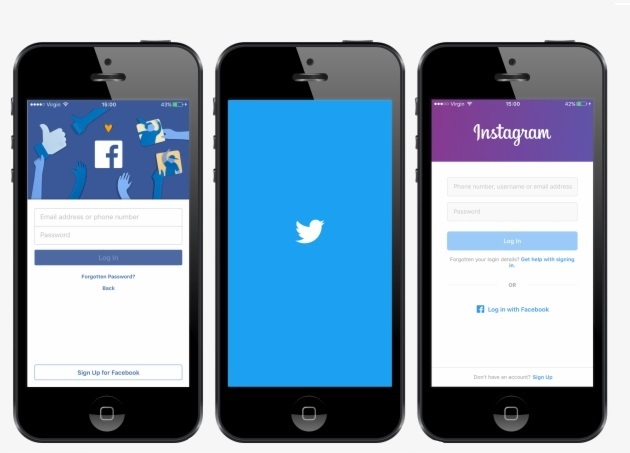 Virgin
15:00
43%
f
Email address or phone number
Password
Log In
Forgotten Password?
Back
Sign Up for Facebook
Virgin
15:00
42%
Instagram
Phone number, username or email address
Password
Log In
Forgotten your login details? Get help with signing
in.
OR
f Log in with Facebook
Don't have an account? Sign Up